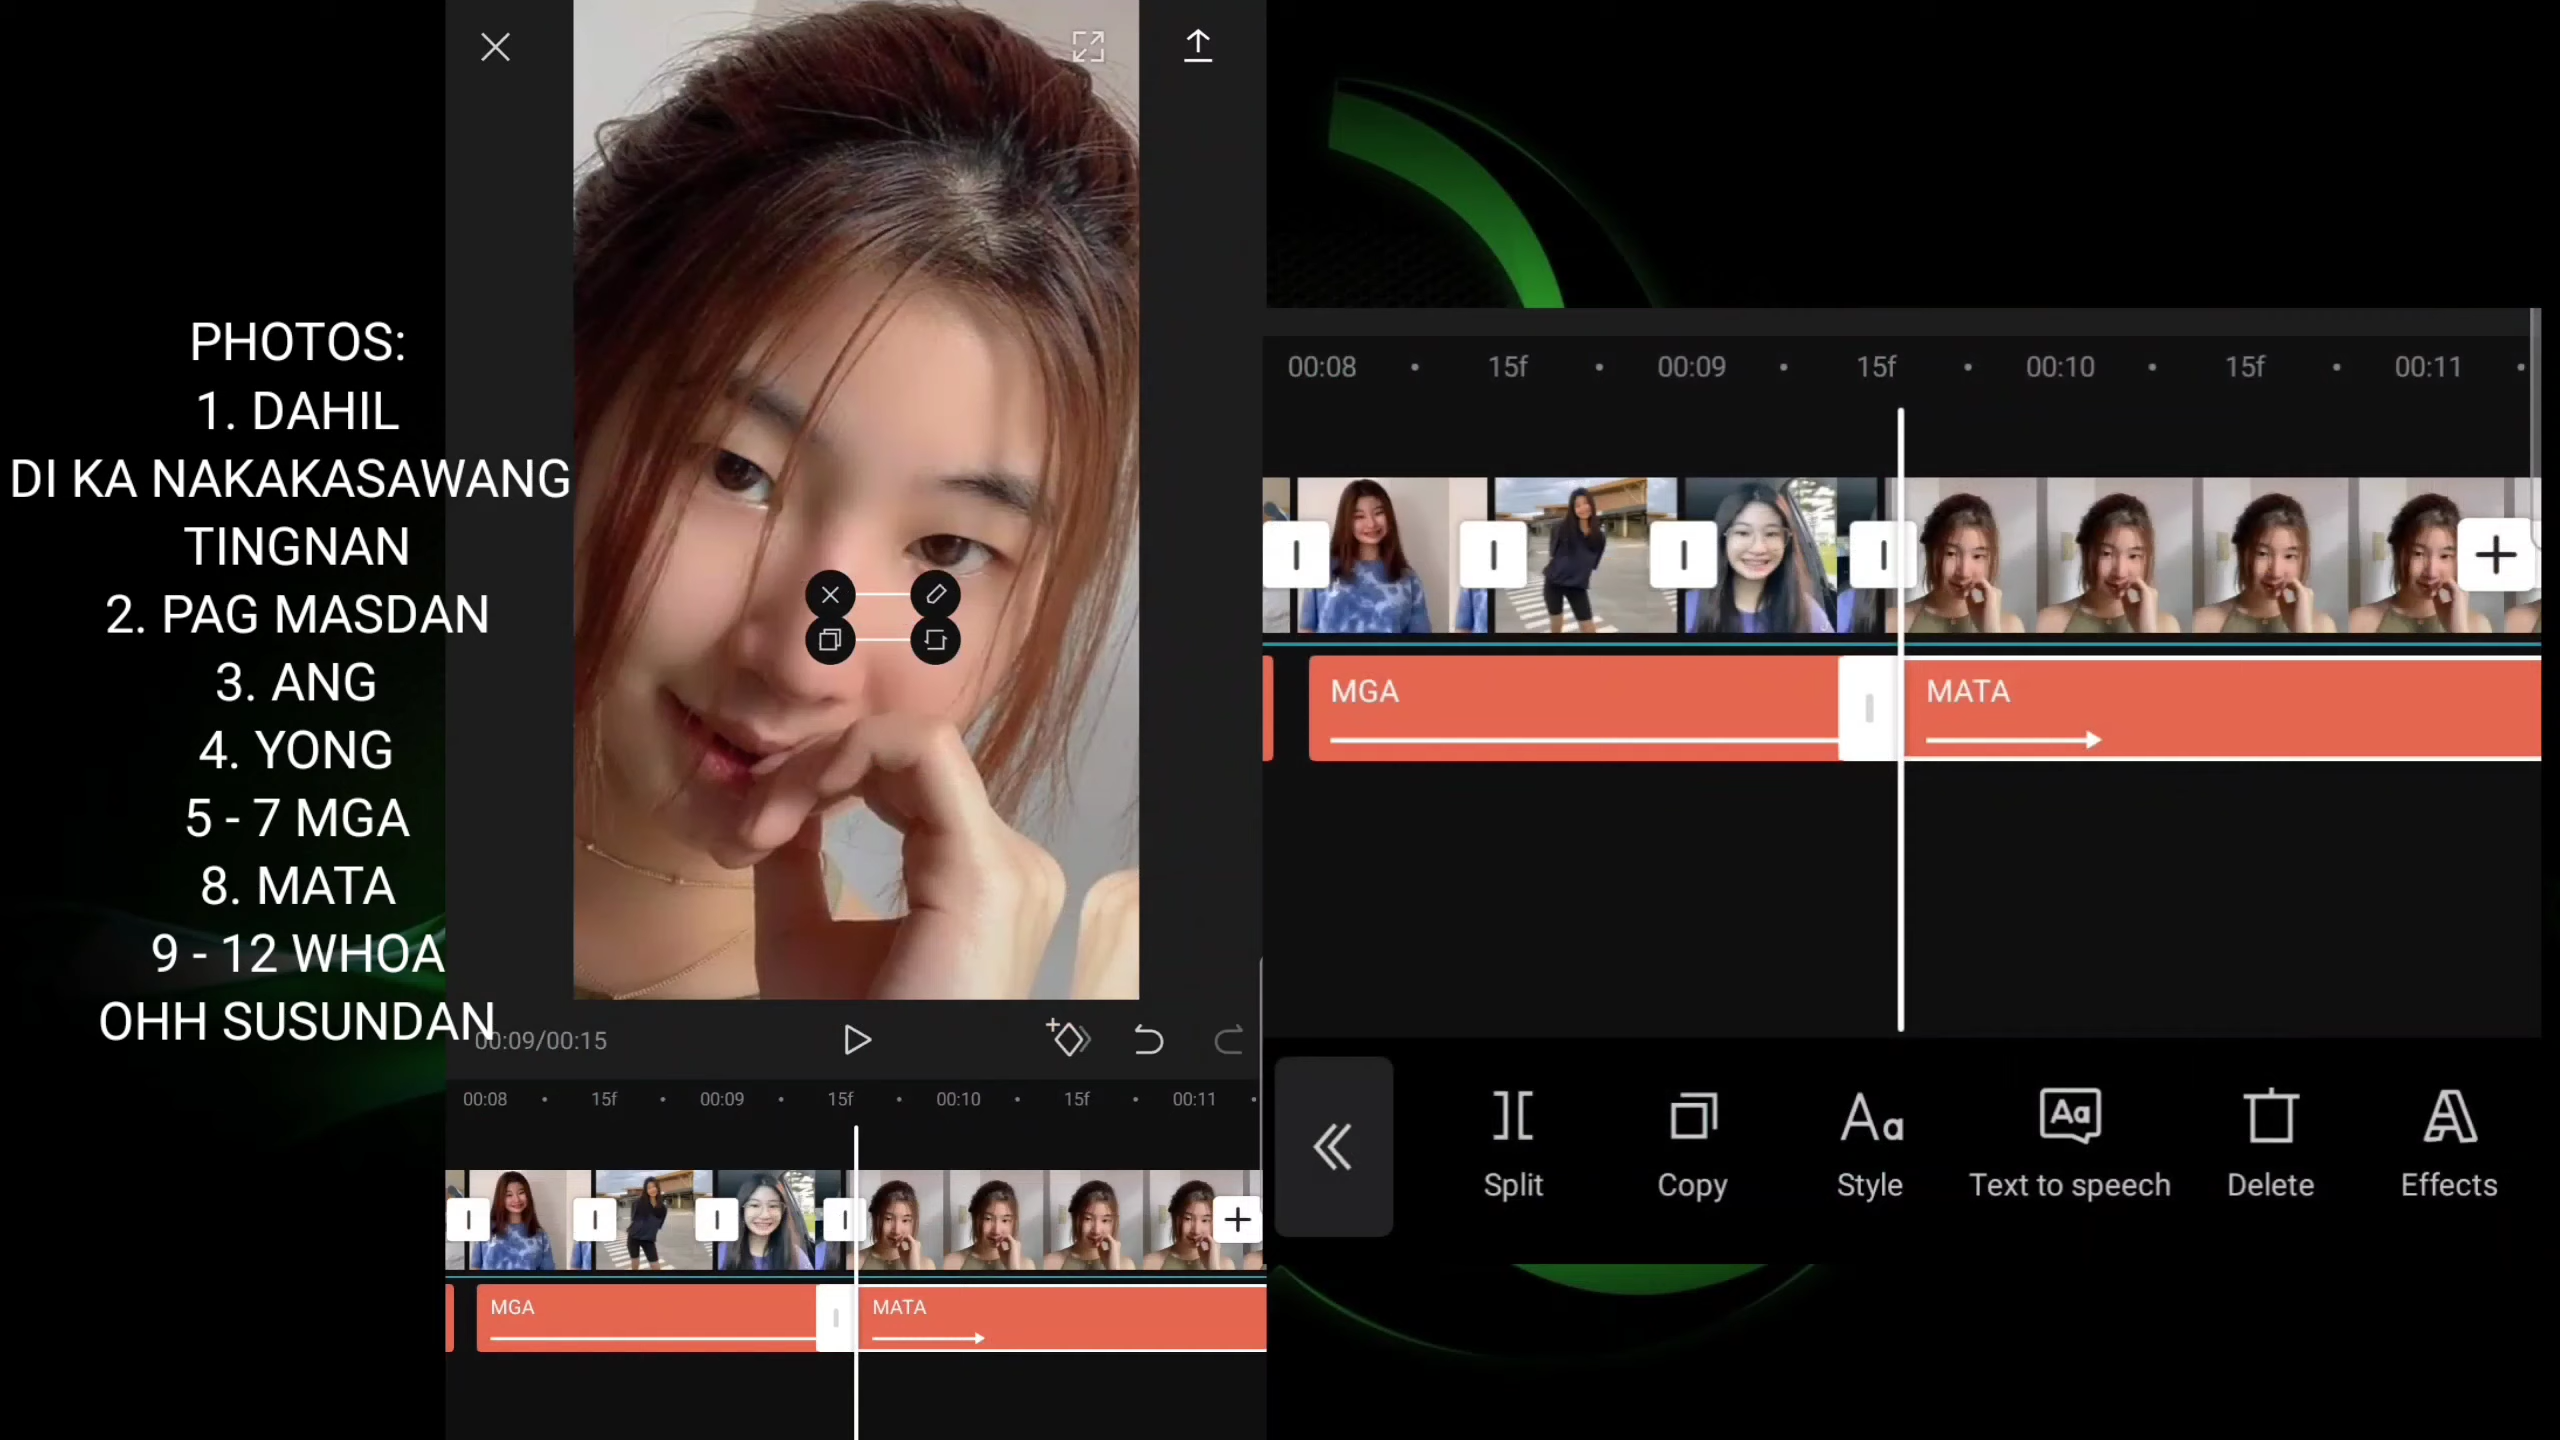 PHOTOS:
1. DAHIL
DI KA NAKAKASAWANG
TINGNAN
2. PAG MASDAN
3. ANG
4. YONG
5 - 7 MGA
8. MATA
9 - 12 WHOA
OHH SUSUNDAN
00:09/00:15
00:08 15f 00:09 15f 00:10 15f 00:11
MGA MATA
00:08 15f 00:09 15f 00:10 15f 00:11
MGA MATA
Split Copy Style Text to speech Delete Effects